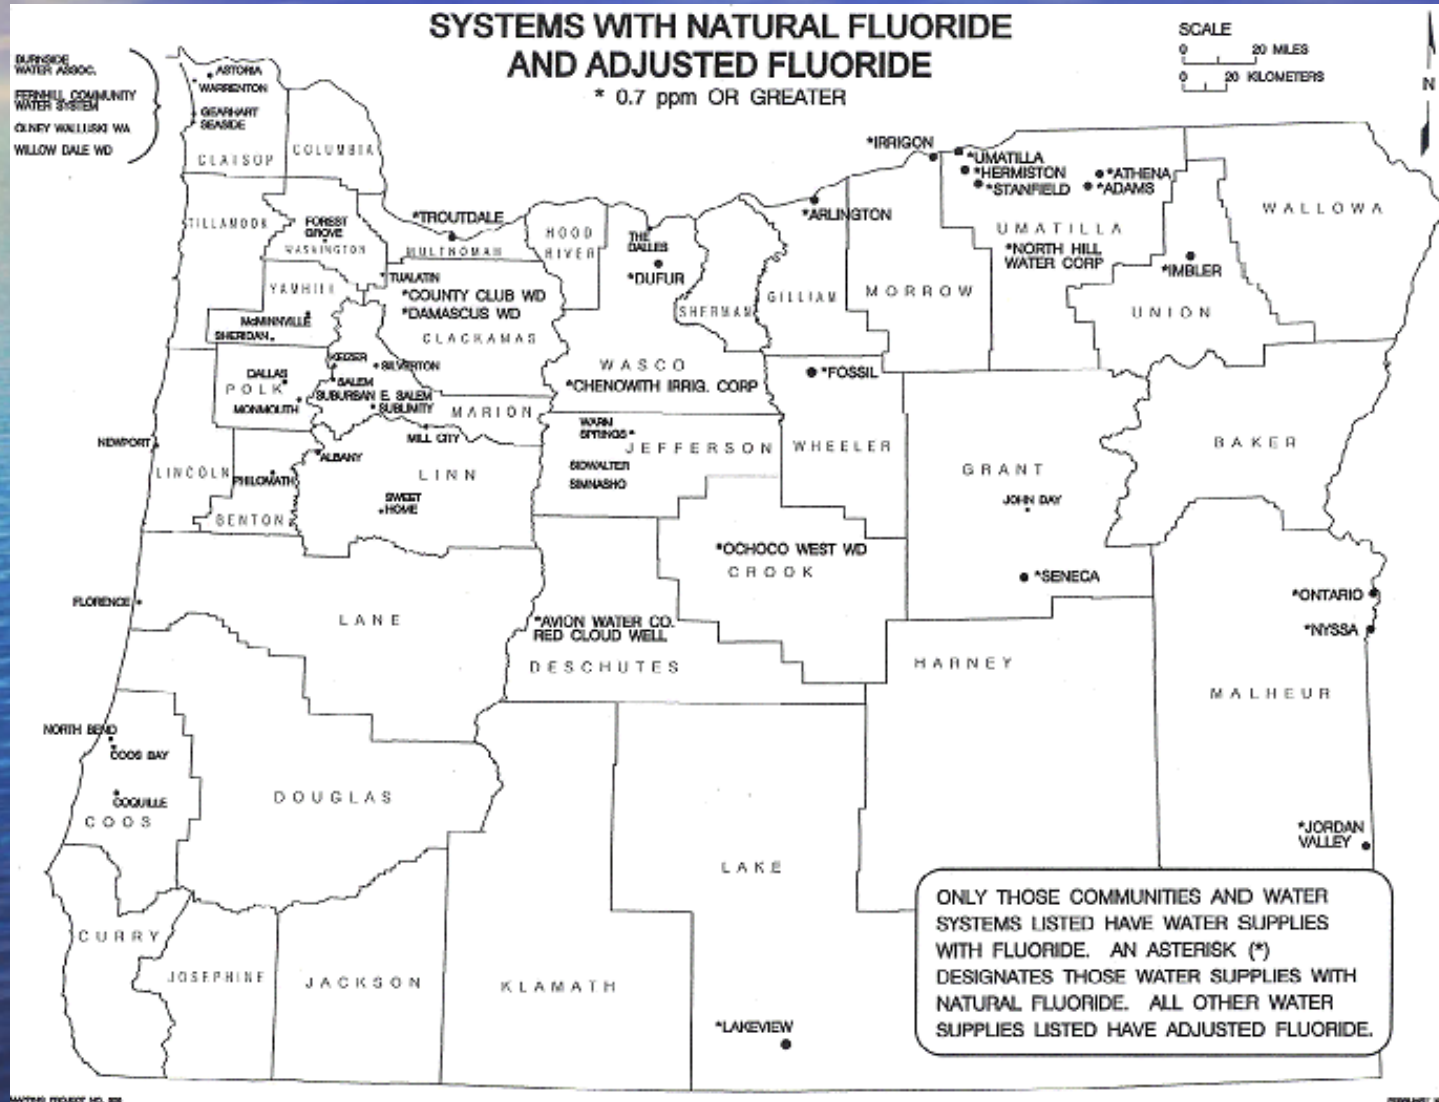 SYSTEMS WITH NATURAL FLUORIDE
AND ADJUSTED FLUORIDE
* 0.7 ppm OR GREATER
SCALE
0 20 MILES
0 20 KILOMETERS
N
BURNSIDE
WATER ASSOC.
FERNHILL COMMUNITY
WATER SYSTEM
OLNEY WALLUSKI WA
WILLOW DALE WD
ASTORIA
WARRENTON
GEARHART
SEASIDE
CLATSOP
COLUMBIA
*IRRIGON
*UMATILLA
*HERMISTON
*STANFIELD
*ATHENA
*ADAMS
TILLAMOOK
FOREST
GROVE
WASHINGTON
*TROUTDALE
MULTNOMAH
HOOD
RIVER
THE
DALLES
*DUFUR
*ARLINGTON
UMATILLA
*NORTH HILL
WATER CORP
WALLOWA
*IMBLER
TUALATIN
YAMHILL
*COUNTY CLUB WD
*DAMASCUS WD
CLACKAMAS
SHERMAN
GILLIAM
MORROW
UNION
McMINNVILLE
SHERIDAN
KEIZER
SILVERTON
WASCO
*CHENOWITH IRRIG. CORP
*FOSSIL
DALLAS
POLK
SALEM
SUBURBAN E. SALEM
MONMOUTH
SUBLIMITY
MARION
MILL CITY
WARM
SPRINGS
JEFFERSON
WHEELER
GRANT
BAKER
NEWPORT
ALBANY
LINCOLN
PHILOMATH
LINN
SIDWALTER
SIMNASHO
BENTON
SWEET
HOME
JOHN DAY
*OCHOCO WEST WD
CROOK
*SENECA
*ONTARIO
*NYSSA
FLORENCE
LANE
*AVION WATER CO.
RED CLOUD WELL
DESCHUTES
HARNEY
MALHEUR
NORTH BEND
COOS BAY
COQUILLE
COOS
DOUGLAS
*JORDAN
VALLEY
LAKE
CURRY
JOSEPHINE
JACKSON
KLAMATH
*LAKEVIEW
ONLY THOSE COMMUNITIES AND WATER
SYSTEMS LISTED HAVE WATER SUPPLIES
WITH FLUORIDE. AN ASTERISK (*)
DESIGNATES THOSE WATER SUPPLIES WITH
NATURAL FLUORIDE. ALL OTHER WATER
SUPPLIES LISTED HAVE ADJUSTED FLUORIDE.